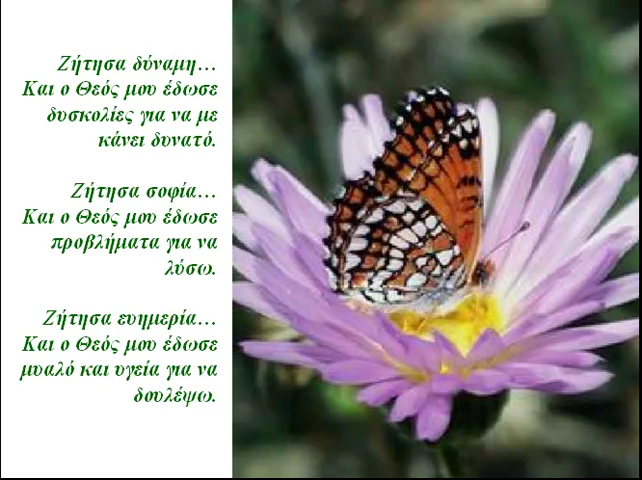 Ζήτησα δύναμη…
Και ο Θεός μου έδωσε
δυσκολίες για να με
κάνει δυνατό.
Ζήτησα σοφία…
Και ο Θεός μου έδωσε
προβλήματα για να
λύσω.
Ζήτησα ευημερία…
Και ο Θεός μου έδωσε
μυαλό και υγεία για να
δουλέψω.